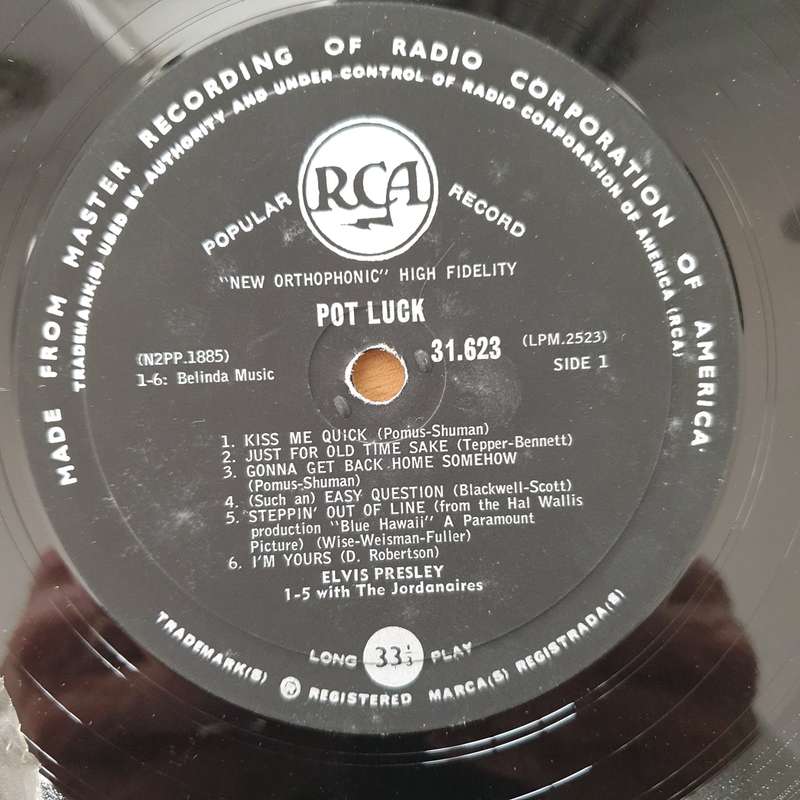 MADE FROM MASTER RECORDING OF RADIO CORPORATION OF AMERICA
TRADEMARK(S) USED BY AUTHORITY AND UNDER CONTROL OF RADIO CORPORATION OF AMERICA (RCA)
RCA
POPULAR RECORD
"NEW ORTHOPHONIC" HIGH FIDELITY
POT LUCK
31.623
(LPM.2523)
SIDE 1
(N2PP.1885)
1-6: Belinda Music
1. KISS ME QUICK (Pomus-Shuman)
2. JUST FOR OLD TIME SAKE (Tepper-Bennett)
3. GONNA GET BACK HOME SOMEHOW
(Pomus-Shuman)
4. (Such an) EASY QUESTION (Blackwell-Scott)
5. STEPPIN' OUT OF LINE (from the Hal Wallis
production "Blue Hawaii" A Paramount
Picture) (Wise-Weisman-Fuller)
6. I'M YOURS (D. Robertson)
ELVIS PRESLEY
1-5 with The Jordanaires
LONG 33⅓ PLAY
TRADEMARK(S) ® REGISTERED MARCA(S) REGISTRADA(S)